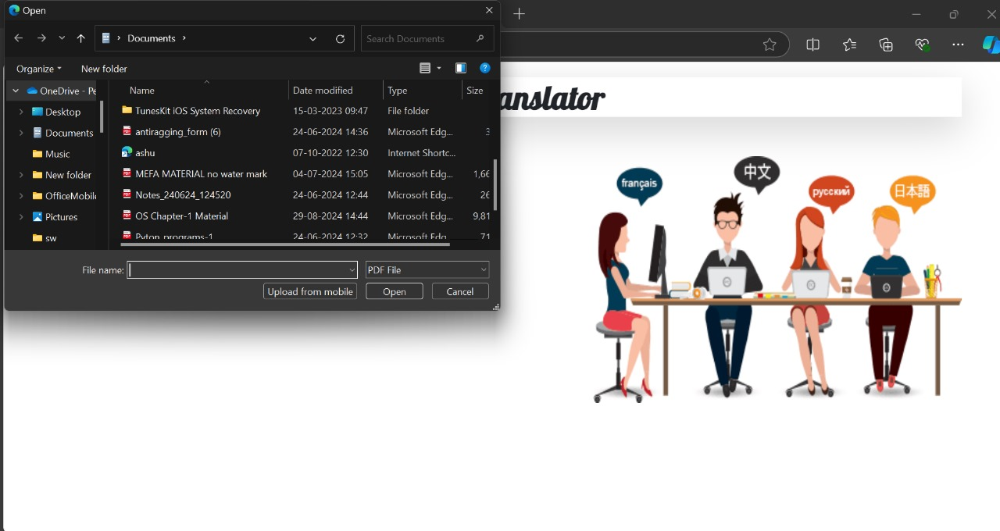 Open
Documents
Search Documents
Organize
New folder
Name
Date modified
Type
Size
OneDrive - Pe
Desktop
Documents
Music
New folder
OfficeMobile
Pictures
sw
TunesKit iOS System Recovery 15-03-2023 09:47 File folder
antiragging_form (6) 24-06-2024 14:36 Microsoft Edg...
ashu 07-10-2022 12:30 Internet Shortc...
MEFA MATERIAL no water mark 04-07-2024 15:05 Microsoft Edg... 1,66
Notes_240624_124520 24-06-2024 12:44 Microsoft Edg... 26
OS Chapter-1 Material 29-08-2024 14:44 Microsoft Edg... 9,81
Pyton programs-1 24-06-2024 12:32 Microsoft Edg... 71
File name:
PDF File
Upload from mobile
Open
Cancel
anslator
français
中文
русский
日本語